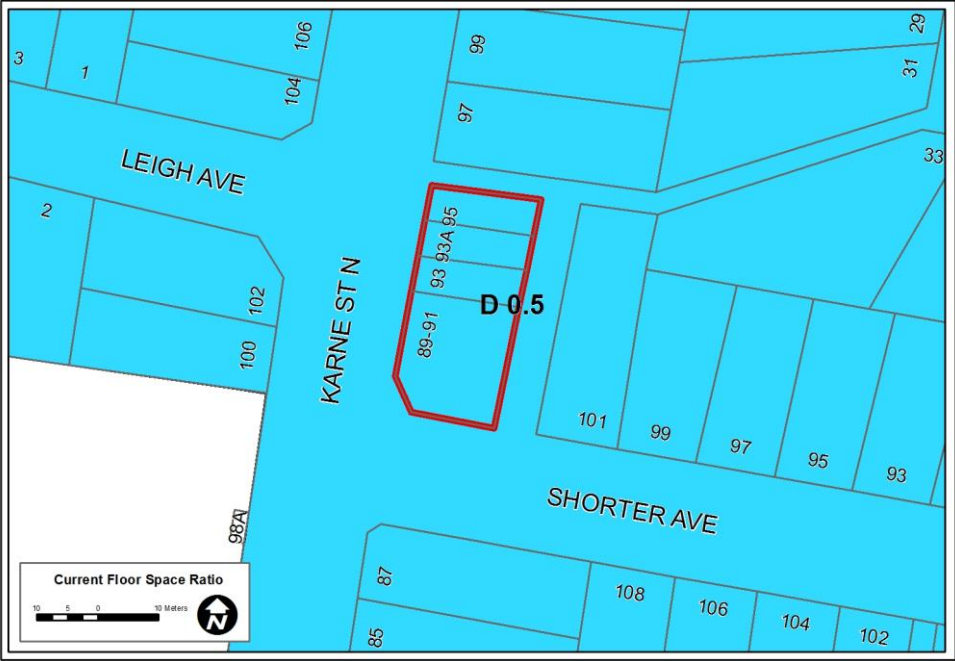 106
99
29
3
1
104
31
97
33
LEIGH AVE
2
95
93A
93
D 0.5
102
89-91
KARNE ST N
100
101
99
97
95
93
SHORTER AVE
98A
87
108
106
104
102
85
Current Floor Space Ratio
10 5 0 10 Meters
N